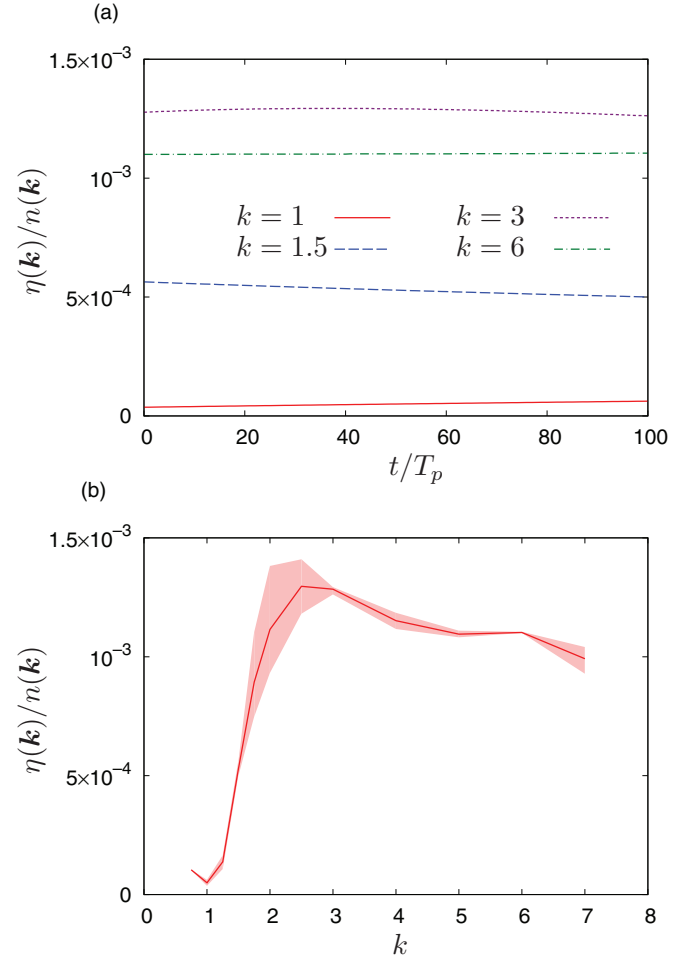 (a)
1.5×10⁻³
10⁻³
5×10⁻⁴
0
η(k)/n(k)
k = 1
k = 3
k = 1.5
k = 6
0 20 40 60 80 100
t/Tₚ
(b)
1.5×10⁻³
10⁻³
5×10⁻⁴
0
η(k)/n(k)
0 1 2 3 4 5 6 7 8
k